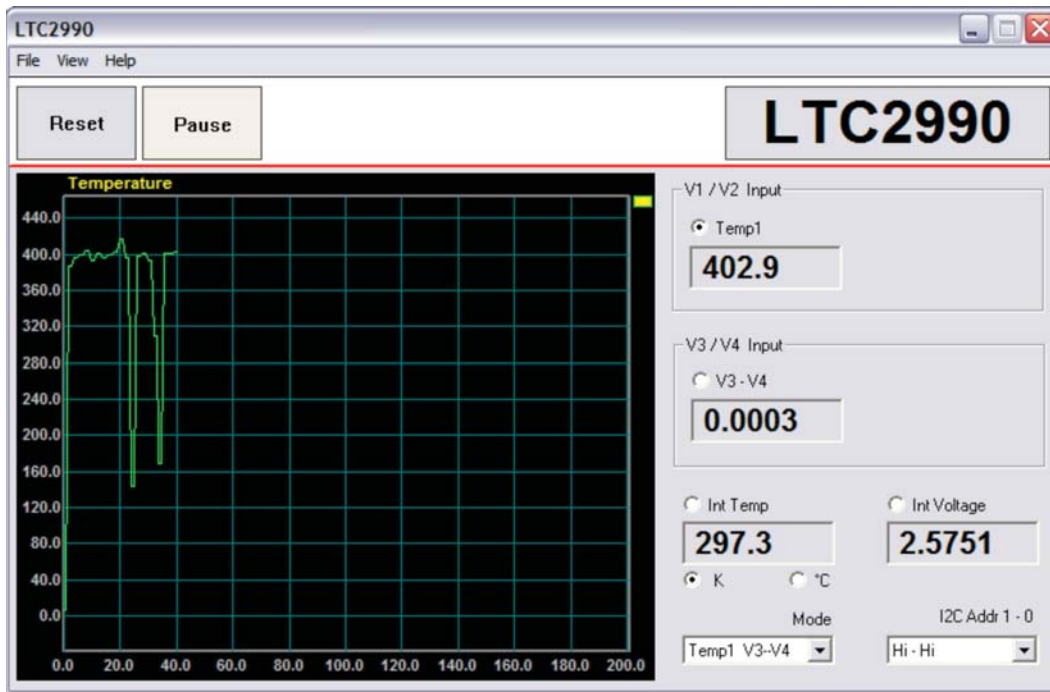 LTC2990
File View Help
Reset Pause LTC2990
Temperature
440.0
400.0
360.0
320.0
280.0
240.0
200.0
160.0
120.0
80.0
40.0
0.0
0.0 20.0 40.0 60.0 80.0 100.0 120.0 140.0 160.0 180.0 200.0
V1 / V2 Input
Temp1
402.9
V3 / V4 Input
V3 - V4
0.0003
Int Temp Int Voltage
297.3 2.5751
K °C
Mode I2C Addr 1 - 0
Temp1 V3--V4 Hi - Hi